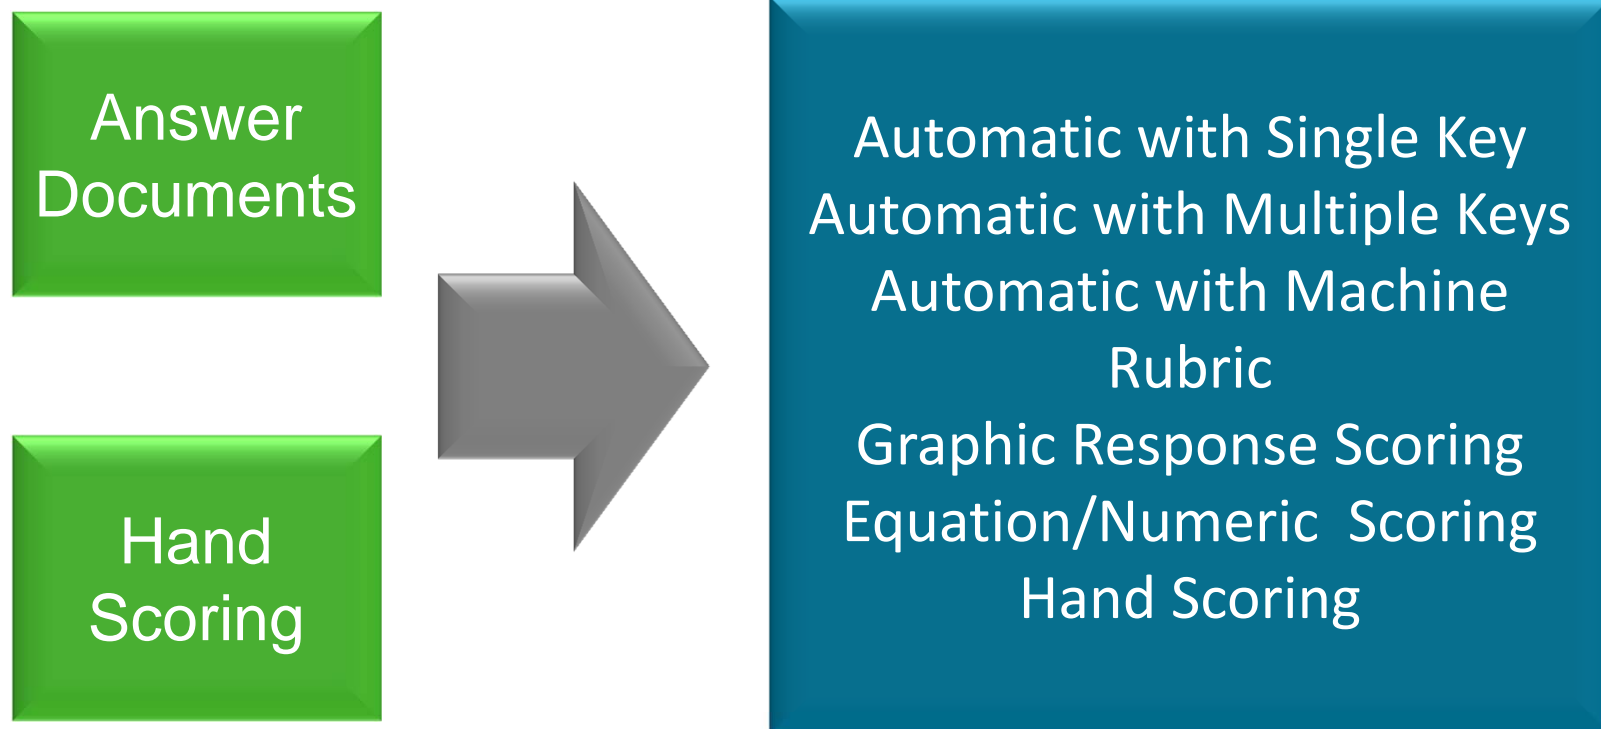 Answer
Documents
Hand
Scoring
Automatic with Single Key
Automatic with Multiple Keys
Automatic with Machine
Rubric
Graphic Response Scoring
Equation/Numeric  Scoring
Hand Scoring